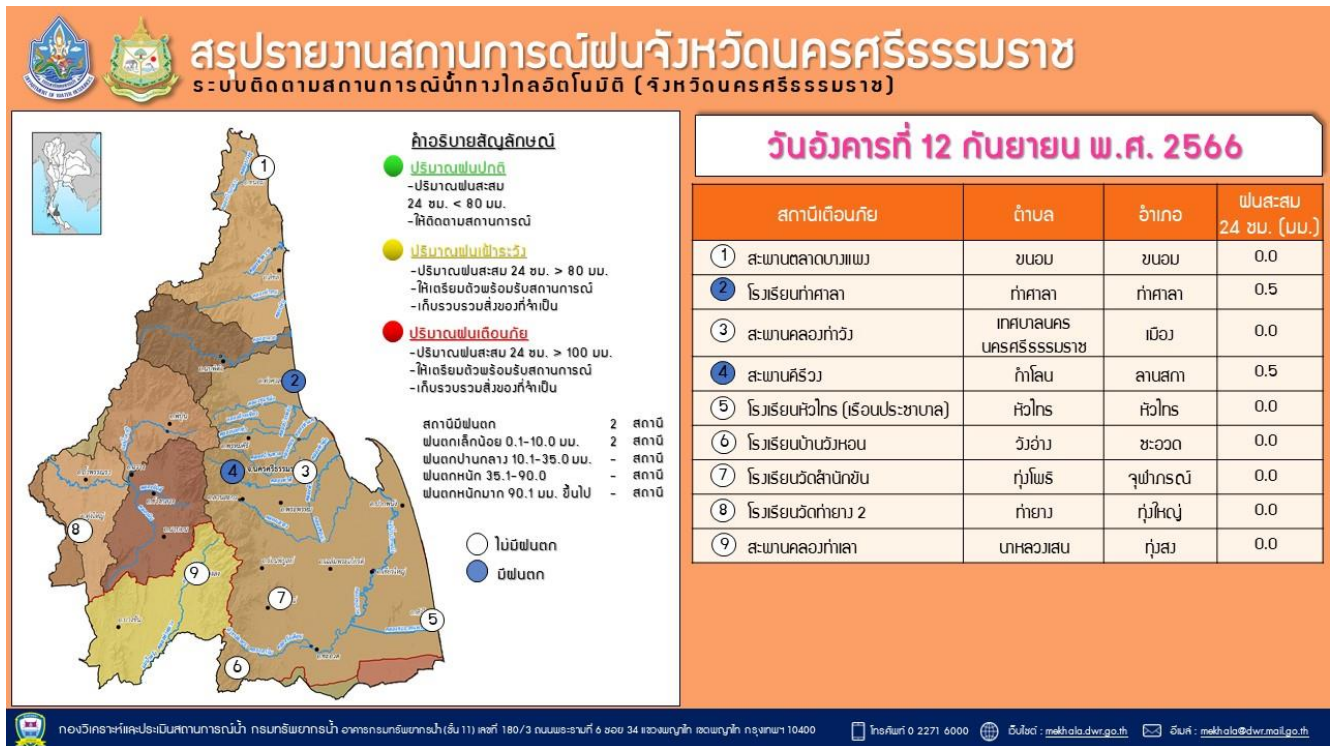 สรุปรายงานสถานการณ์ฝนจังหวัดนครศรีธรรมราช
ระบบติดตามสถานการณ์น้ำทางไกลอัตโนมัติ (จังหวัดนครศรีธรรมราช)
คำอธิบายสัญลักษณ์
ปริมาณฝนปกติ
-ปริมาณฝนสะสม
24 ชม. < 80 มม.
-ให้ติดตามสถานการณ์
ปริมาณฝนเฝ้าระวัง
-ปริมาณฝนสะสม 24 ชม. > 80 มม.
-ให้เตรียมตัวพร้อมรับสถานการณ์
-เก็บรวบรวมสิ่งของที่จำเป็น
ปริมาณฝนเตือนภัย
-ปริมาณฝนสะสม 24 ชม. > 100 มม.
-ให้เตรียมตัวพร้อมรับสถานการณ์
-เก็บรวบรวมสิ่งของที่จำเป็น
สถานีมีฝนตก 2 สถานี
ฝนตกเล็กน้อย 0.1-10.0 มม. 2 สถานี
ฝนตกปานกลาง 10.1-35.0 มม. - สถานี
ฝนตกหนัก 35.1-90.0 - สถานี
ฝนตกหนักมาก 90.1 มม. ขึ้นไป - สถานี
ไม่มีฝนตก
มีฝนตก
1
2
4
3
8
9
7
5
6
วันอังคารที่ 12 กันยายน พ.ศ. 2566
สถานีเตือนภัย ตำบล อำเภอ ฝนสะสม
24 ชม. (มม.)
1 สะพานตลาดบางแพง ขนอม ขนอม 0.0
2 โรงเรียนท่าศาลา ท่าศาลา ท่าศาลา 0.5
3 สะพานคลองท่าวัง เทศบาลนคร
นครศรีธรรมราช เมือง 0.0
4 สะพานคีรีวง กำโลน ลานสกา 0.5
5 โรงเรียนหัวไทร (เรือนประชาบาล) หัวไทร หัวไทร 0.0
6 โรงเรียนบ้านวังหอน วังอ่าง ชะอวด 0.0
7 โรงเรียนวัดสำนักขัน ทุ่งโพธิ จุฬาภรณ์ 0.0
8 โรงเรียนวัดท่ายาง 2 ท่ายาง ทุ่งใหญ่ 0.0
9 สะพานคลองท่าเลา นาหลวงเสน ทุ่งสง 0.0
กองวิเคราะห์และประเมินสถานการณ์น้ำ กรมทรัพยากรน้ำ อาคารกรมทรัพยากรน้ำ (ชั้น 11) เลขที่ 180/3 ถนนพระรามที่ 6 ซอย 34 แขวงพญาไท เขตพญาไท กรุงเทพฯ 10400 โทรศัพท์ 0 2271 6000 เว็บไซต์ : mekhala.dwr.go.th อีเมล์ : mekhala@dwr.mail.go.th